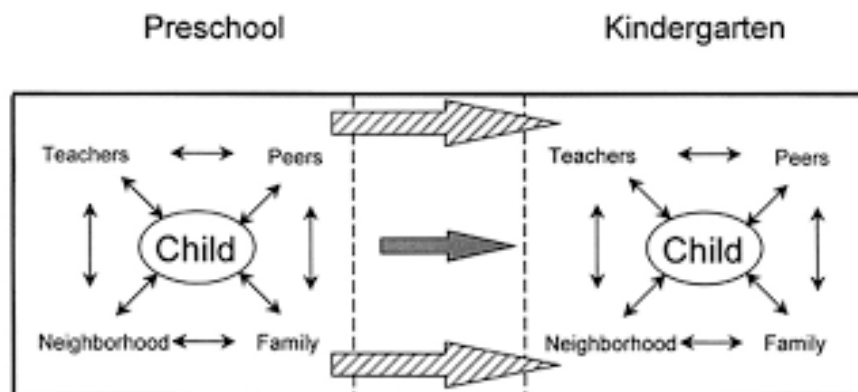 Preschool Kindergarten
Teachers Peers Teachers Peers
Child Child
Neighborhood Family Neighborhood Family